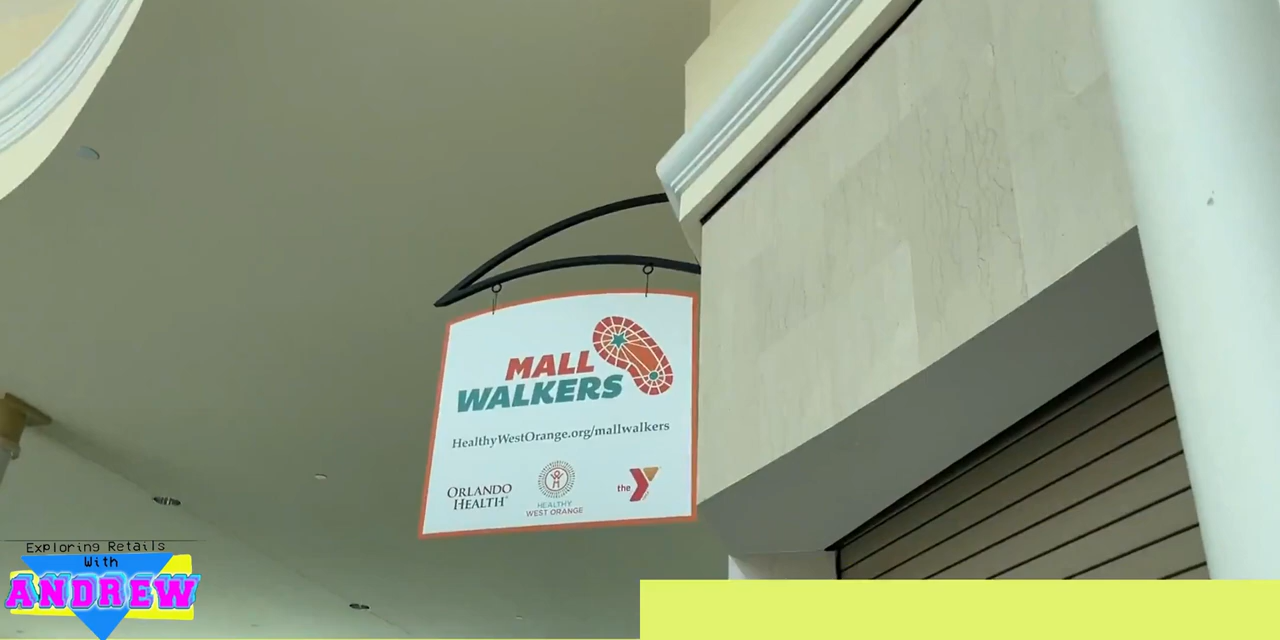 MALL
WALKERS
HealthyWestOrange.org/mallwalkers
ORLANDO
HEALTH®
HEALTHY
WEST ORANGE
the Y
Exploring Retails
With
ANDREW